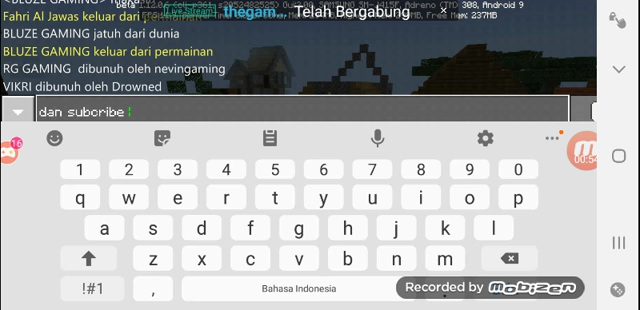 Telah Bergabung
Live Stream
thegam...
Fahri Al Jawas keluar dari
BLUZE GAMING jatuh dari dunia
BLUZE GAMING keluar dari permainan
RG GAMING dibunuh oleh nevingaming
VIKRI dibunuh oleh Drowned
dan subcribe
16
00:54
1 2 3 4 5 6 7 8 9 0
q w e r t y u i o p
a s d f g h j k l
z x c v b n m
!#1 , Bahasa Indonesia
Recorded by MOBIZEN